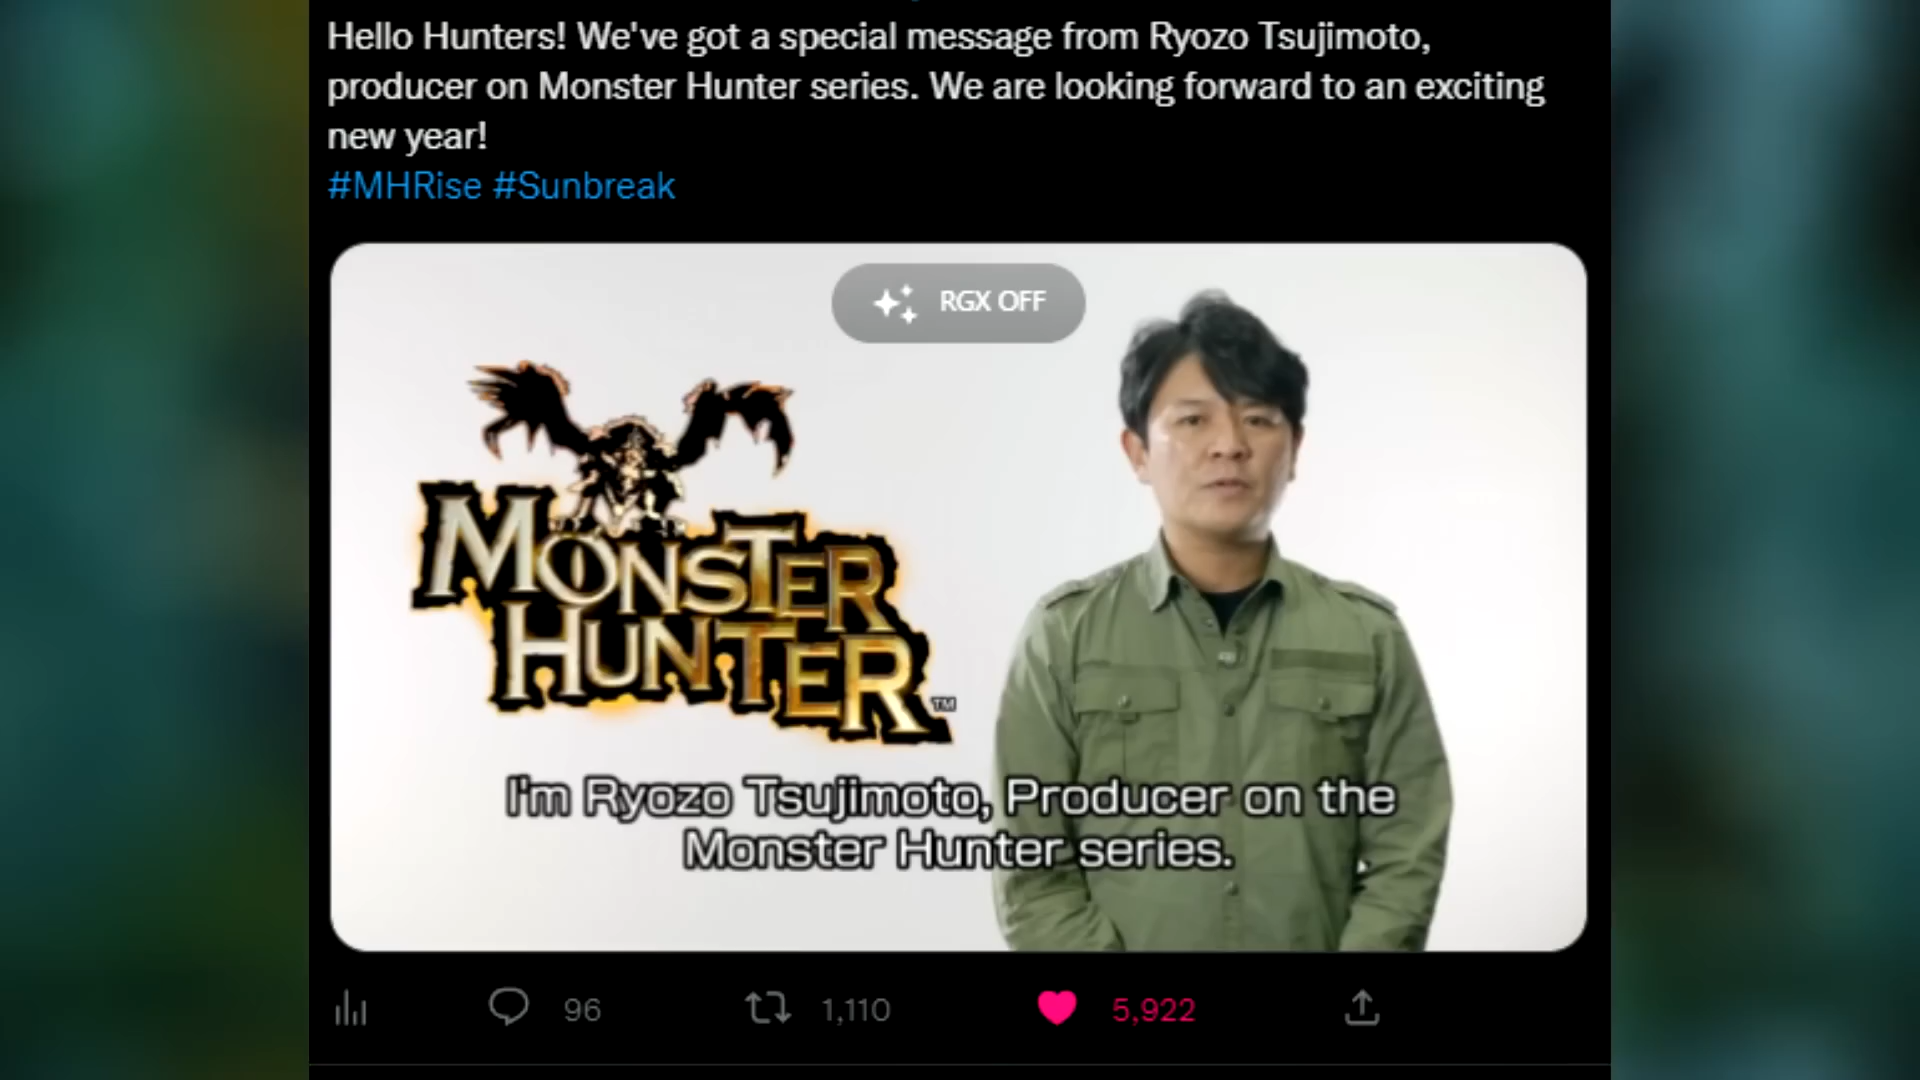 Hello Hunters! We've got a special message from Ryozo Tsujimoto,
producer on Monster Hunter series. We are looking forward to an exciting
new year!
#MHRise #Sunbreak
RGX OFF
MONSTER
HUNTER
TM
I'm Ryozo Tsujimoto, Producer on the
Monster Hunter series.
96 1,110 5,922